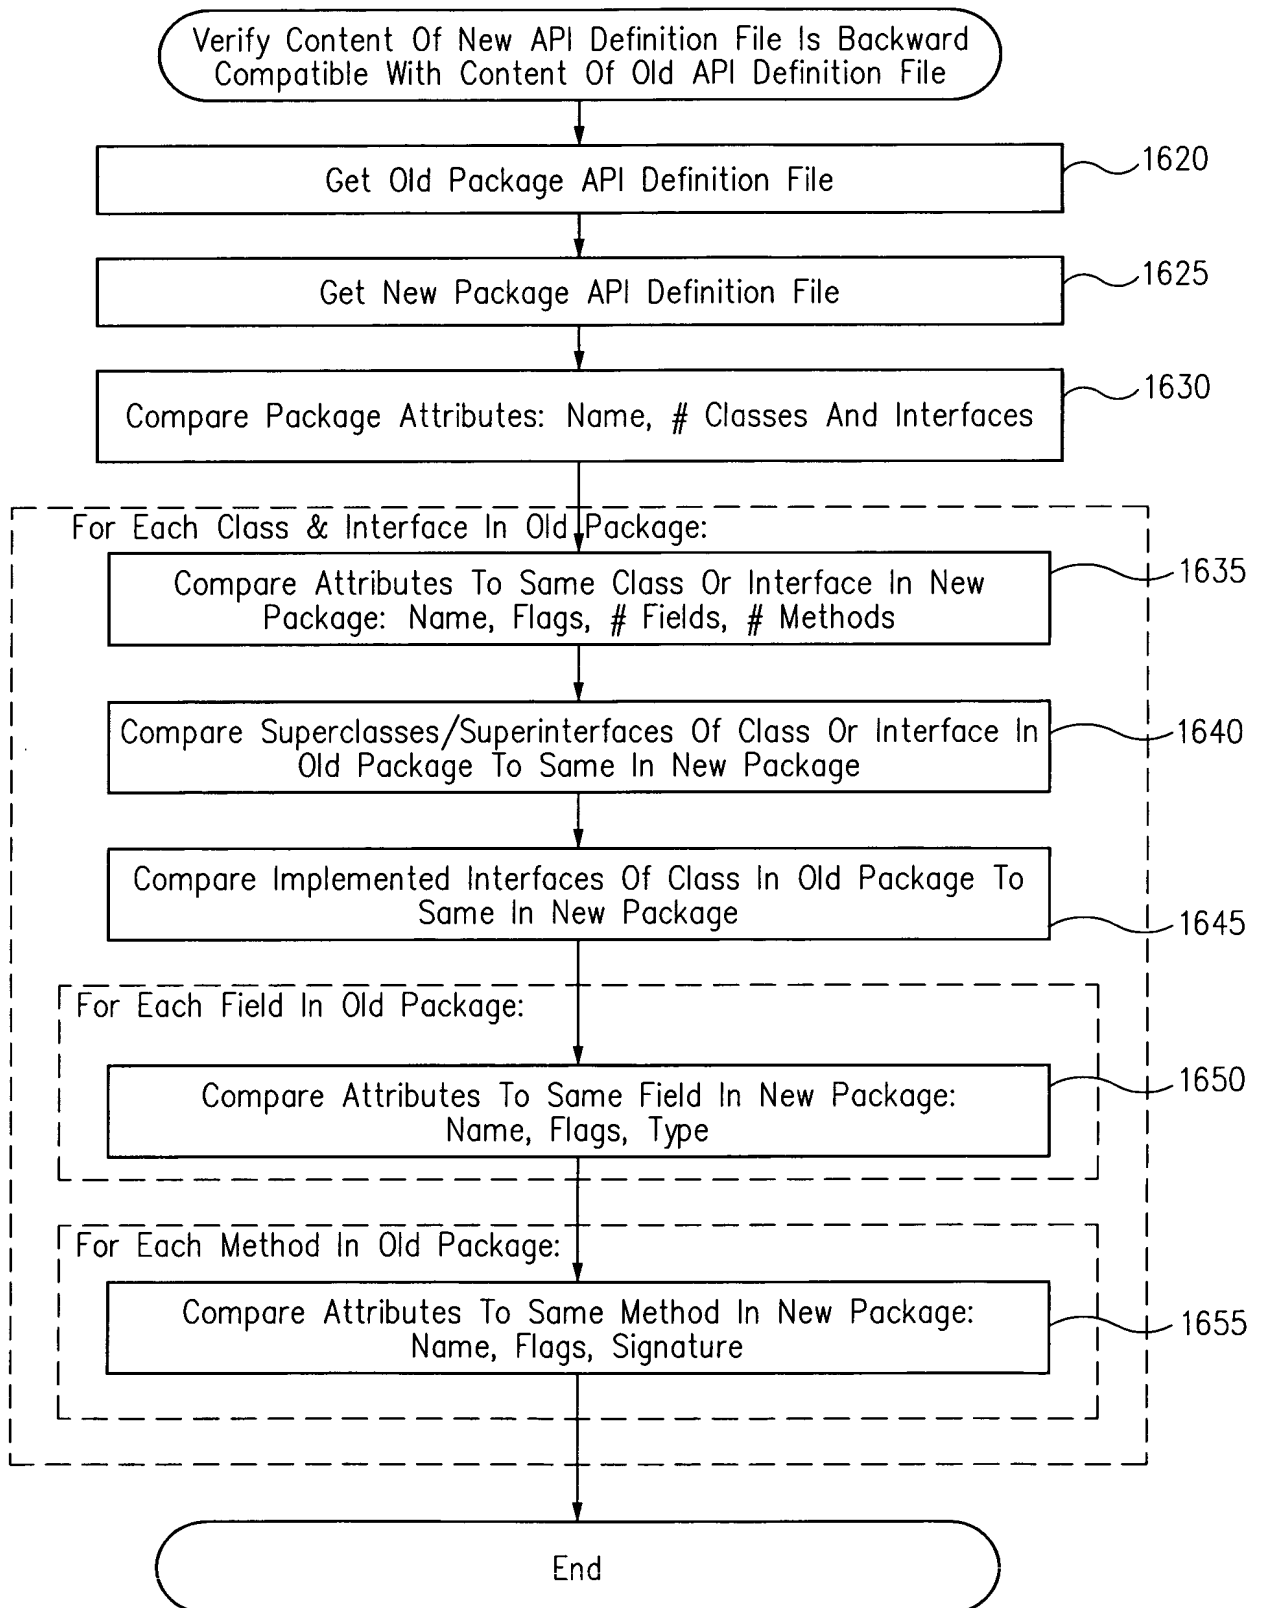 Verify Content Of New API Definition File Is Backward
Compatible With Content Of Old API Definition File
Get Old Package API Definition File
1620
Get New Package API Definition File
1625
Compare Package Attributes: Name, # Classes And Interfaces
1630
For Each Class & Interface In Old Package:
Compare Attributes To Same Class Or Interface In New
Package: Name, Flags, # Fields, # Methods
1635
Compare Superclasses/Superinterfaces Of Class Or Interface In
Old Package To Same In New Package
1640
Compare Implemented Interfaces Of Class In Old Package To
Same In New Package
1645
For Each Field In Old Package:
Compare Attributes To Same Field In New Package:
Name, Flags, Type
1650
For Each Method In Old Package:
Compare Attributes To Same Method In New Package:
Name, Flags, Signature
1655
End